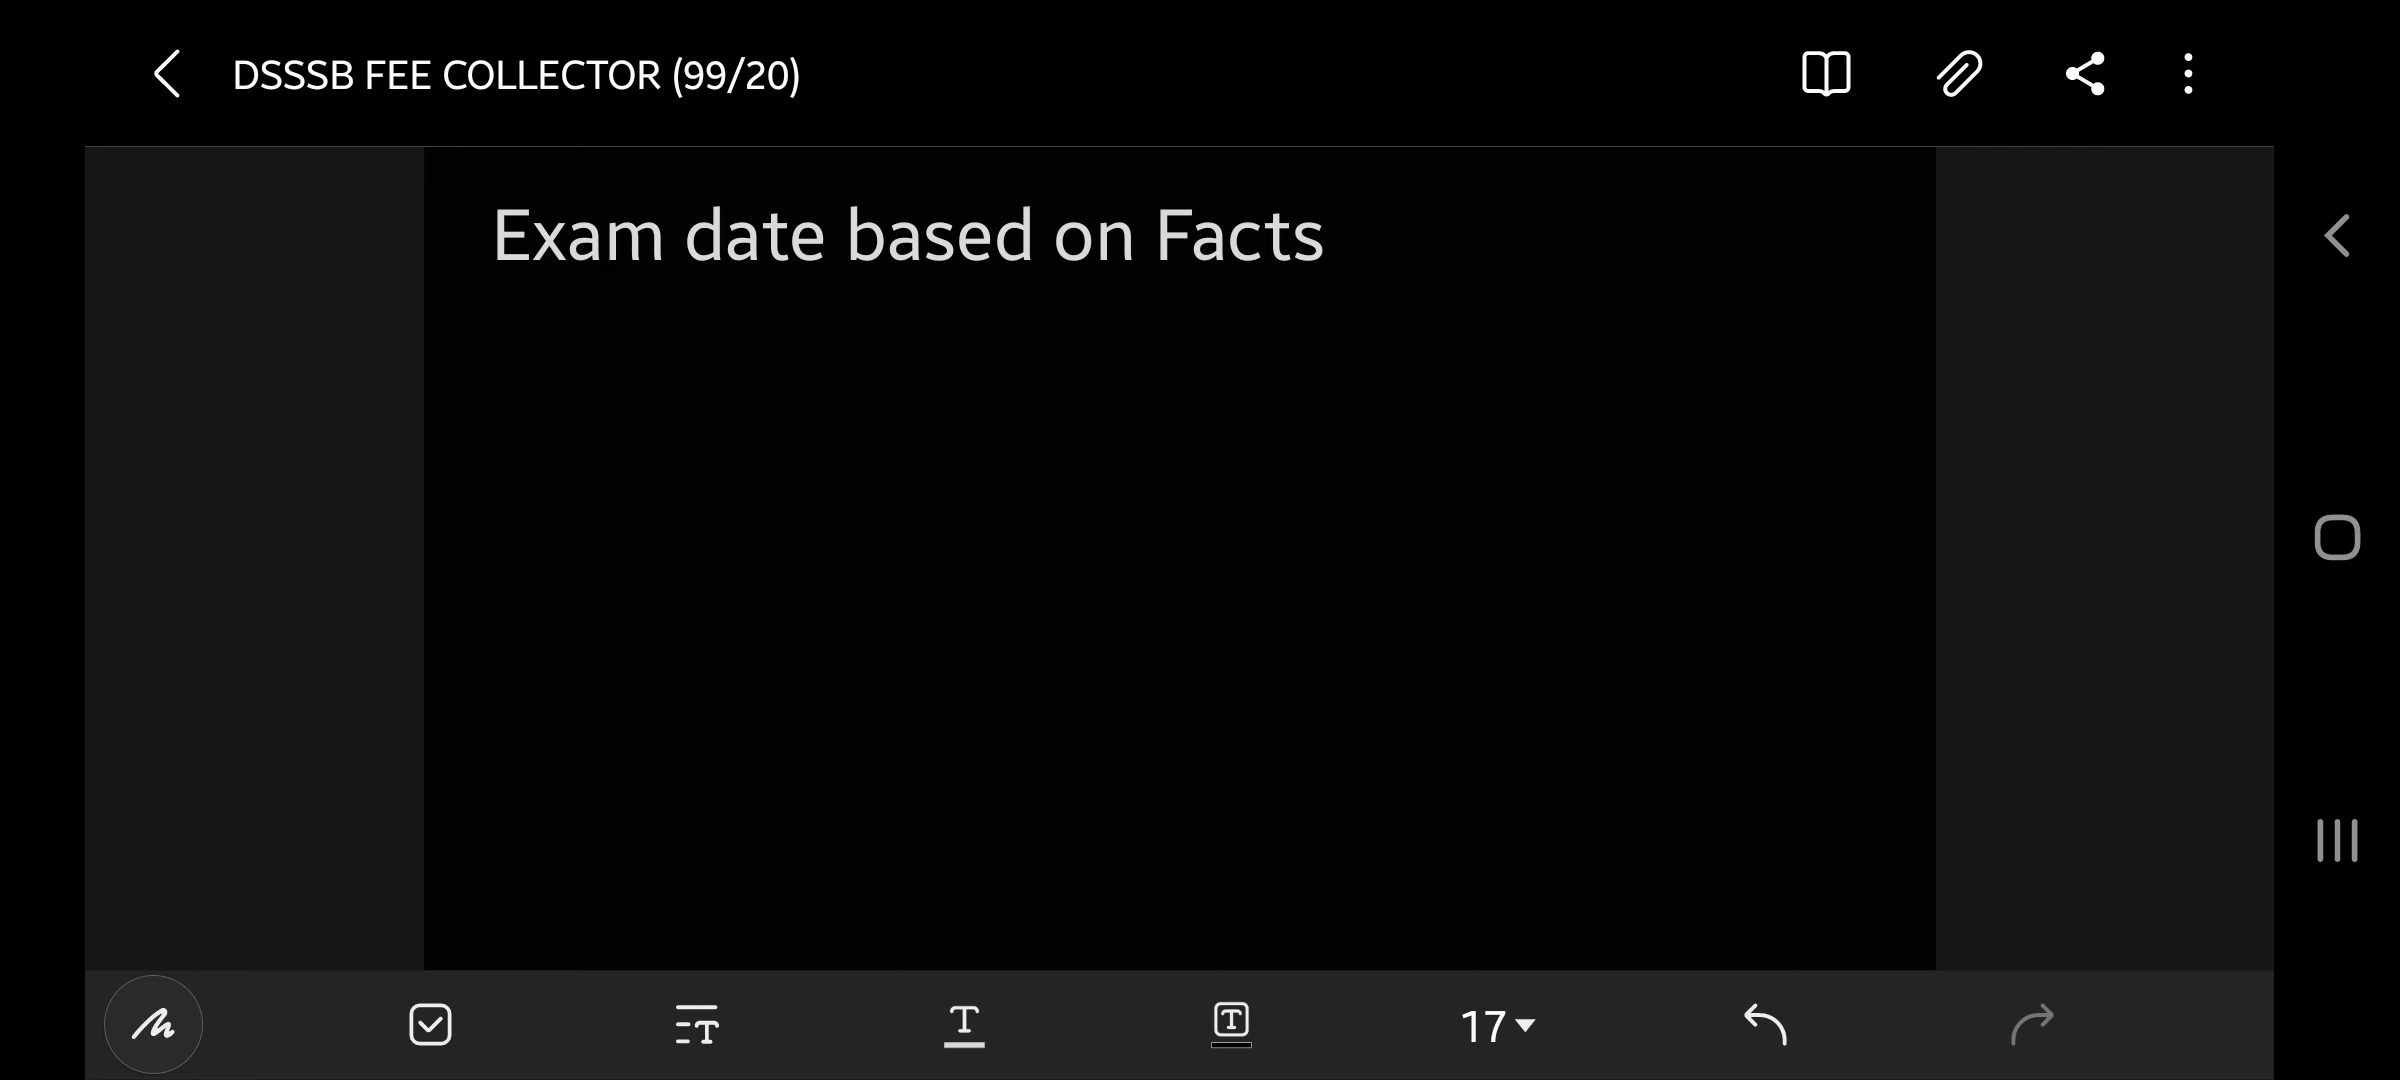 DSSSB FEE COLLECTOR (99/20)
Exam date based on Facts
17